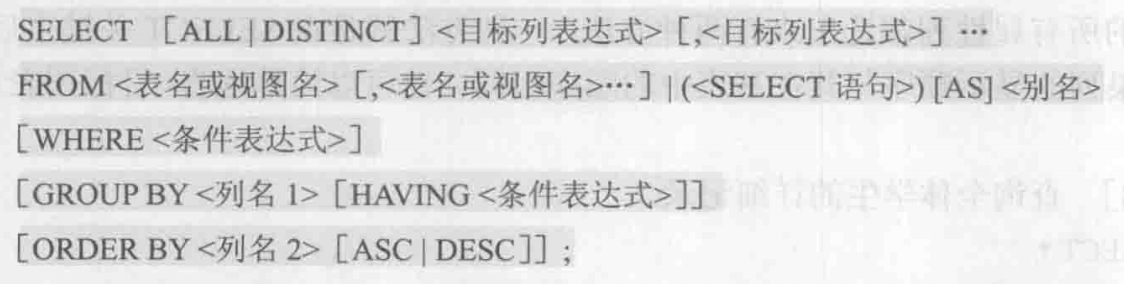 SELECT [ALL|DISTINCT]<目标列表达式>[,<目标列表达式>]…
FROM <表名或视图名>[,<表名或视图名>…]|(<SELECT 语句>)[AS]<别名>
[WHERE <条件表达式>]
[GROUP BY <列名 1>[HAVING <条件表达式>]]
[ORDER BY <列名 2>[ASC|DESC]];